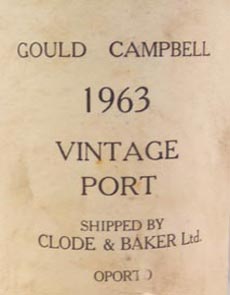 GOULD CAMPBELL
1963
VINTAGE
PORT
SHIPPED BY
CLODE & BAKER Ltd.
OPORTO